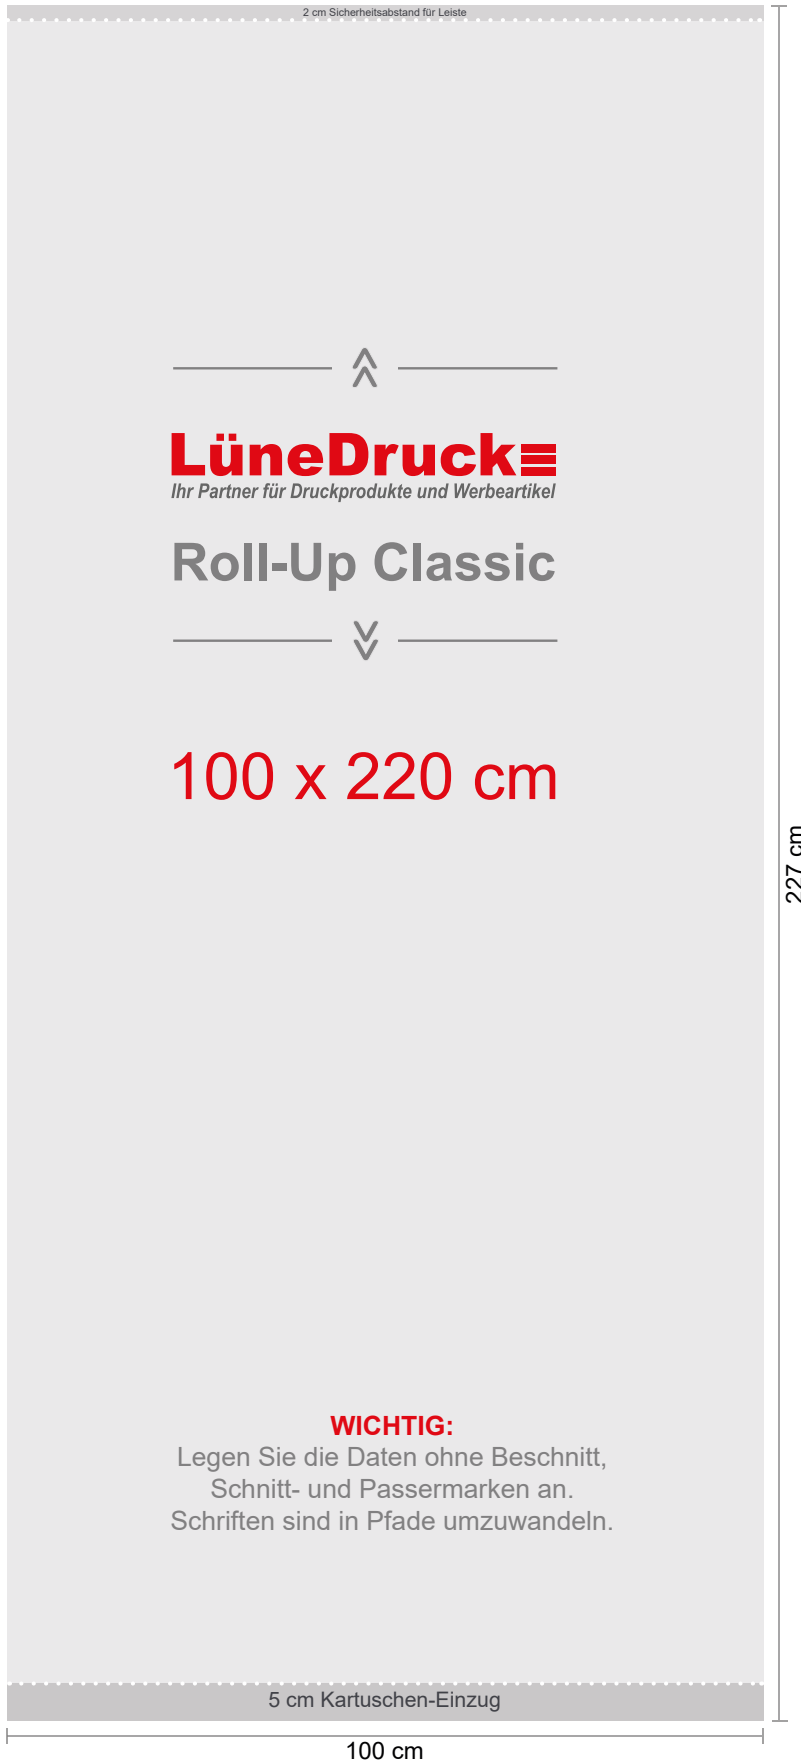 2 cm Sicherheitsabstand für Leiste
LüneDruck
Ihr Partner für Druckprodukte und Werbeartikel
Roll-Up Classic
100 x 220 cm
227 cm
WICHTIG:
Legen Sie die Daten ohne Beschnitt,
Schnitt- und Passermarken an.
Schriften sind in Pfade umzuwandeln.
5 cm Kartuschen-Einzug
100 cm